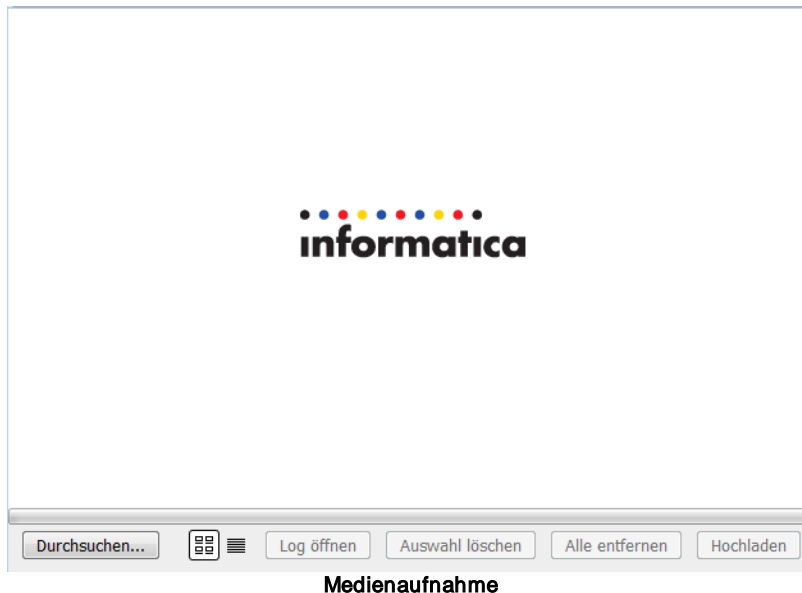 informatica
Durchsuchen... Log öffnen Auswahl löschen Alle entfernen Hochladen
Medienaufnahme